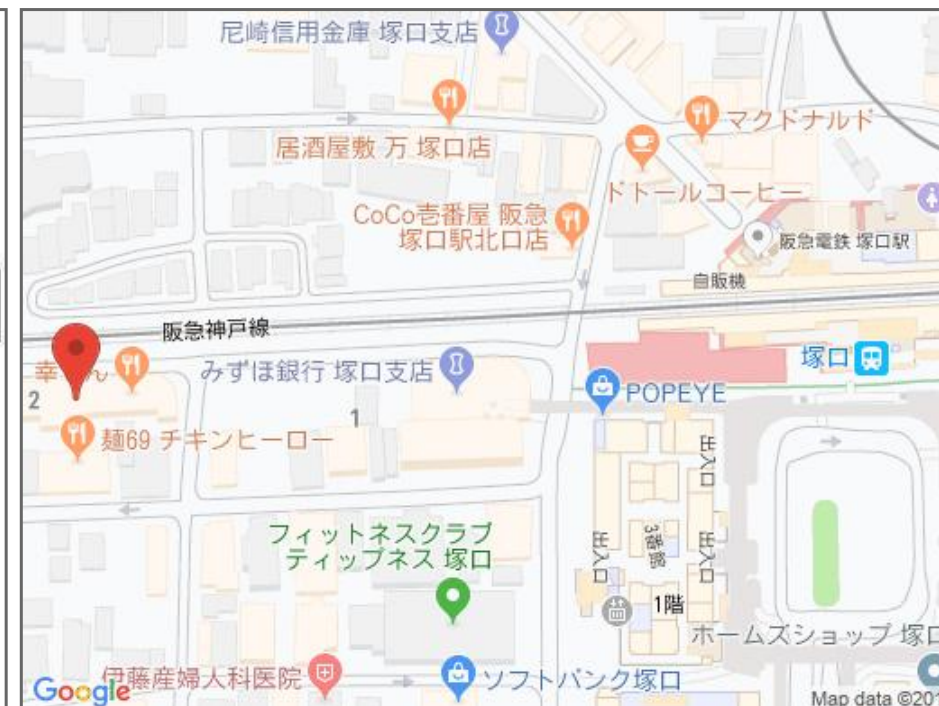 尼崎信用金庫 塚口支店
マクドナルド
居酒屋敷 万 塚口店
ドトールコーヒー
CoCo壱番屋 阪急
塚口駅北口店
阪急電鉄 塚口駅
自販機
阪急神戸線
塚口
みずほ銀行 塚口支店
POPEYE
2
1
麺69 チキンヒーロー
出入口
フィットネスクラブ
ティップネス 塚口
出入口
3番館
出入口
1階
ホームズショップ 塚口
伊藤産婦人科医院
ソフトバンク塚口
Google
Map data ©201